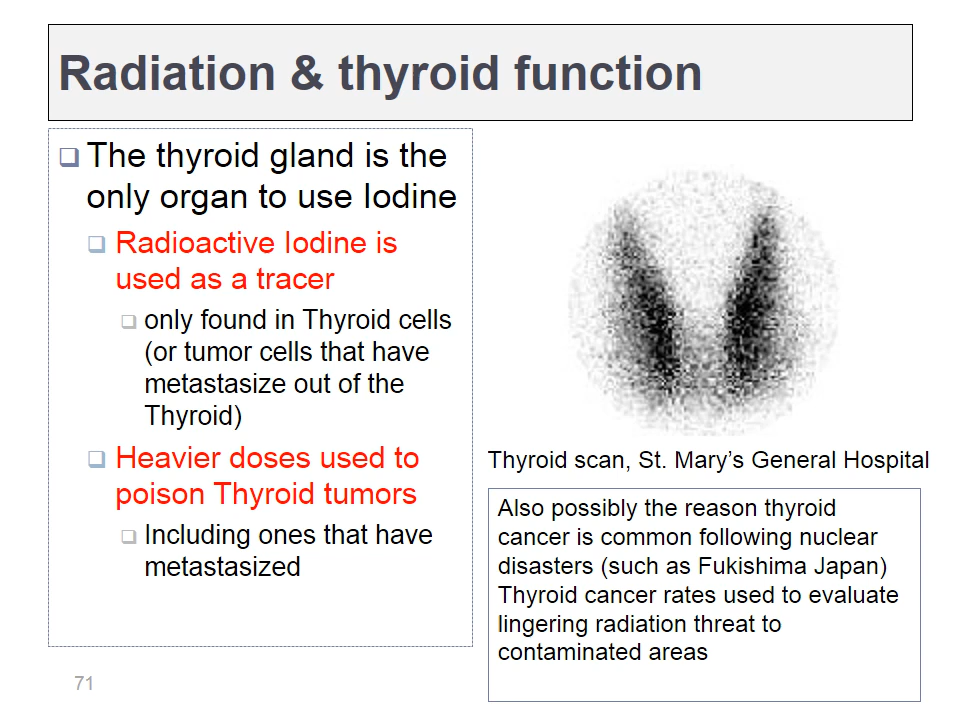 Radiation & thyroid function
The thyroid gland is the
only organ to use Iodine
Radioactive Iodine is
used as a tracer
only found in Thyroid cells
(or tumor cells that have
metastasize out of the
Thyroid)
Heavier doses used to
poison Thyroid tumors
Including ones that have
metastasized
Thyroid scan, St. Mary's General Hospital
Also possibly the reason thyroid
cancer is common following nuclear
disasters (such as Fukishima Japan)
Thyroid cancer rates used to evaluate
lingering radiation threat to
contaminated areas
71